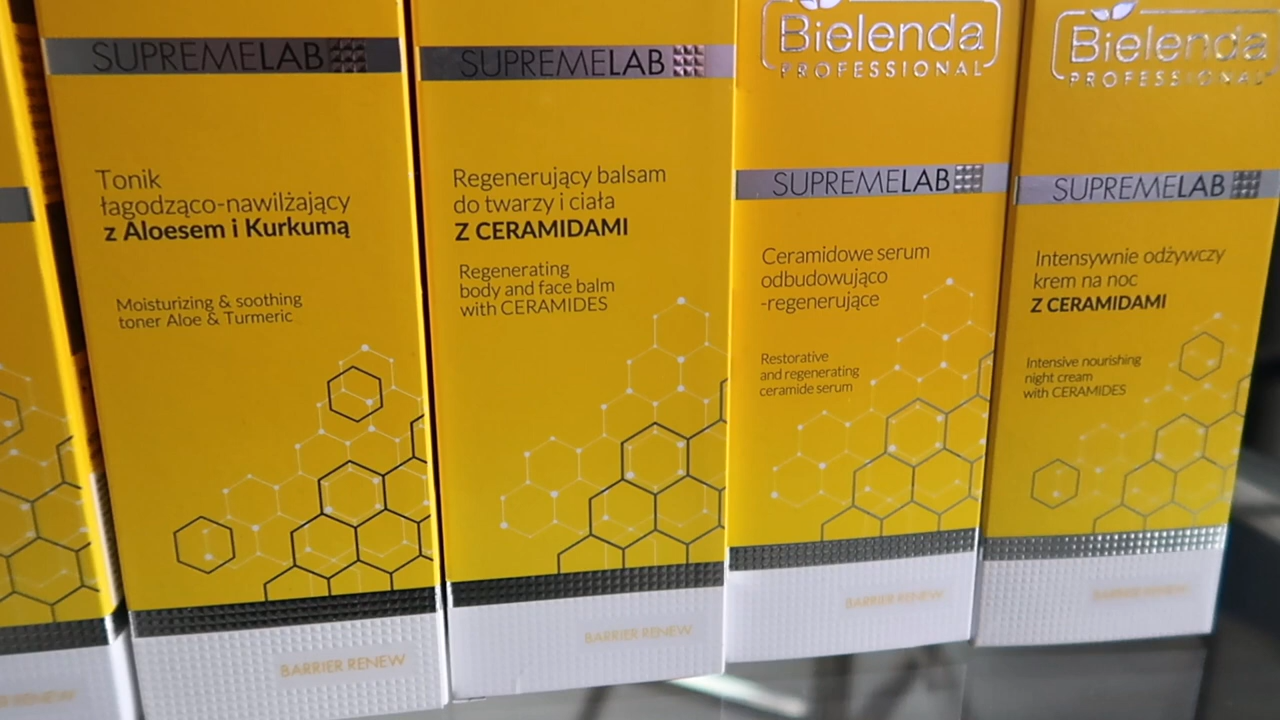 SUPREMELAB
Tonik
łagodząco-nawilżający
z Aloesem i Kurkumą
Moisturizing & soothing
toner Aloe & Turmeric
BARRIER RENEW
SUPREMELAB
Regenerujący balsam
do twarzy i ciała
Z CERAMIDAMI
Regenerating
body and face balm
with CERAMIDES
BARRIER RENEW
Bielenda
PROFESSIONAL
SUPREMELAB
Ceramidowe serum
odbudowująco
-regenerujące
Restorative
and regenerating
ceramide serum
BARRIER RENEW
Bielenda
PROFESSIONAL
SUPREMELAB
Intensywnie odżywczy
krem na noc
Z CERAMIDAMI
Intensive nourishing
night cream
with CERAMIDES
BARRIER RENEW